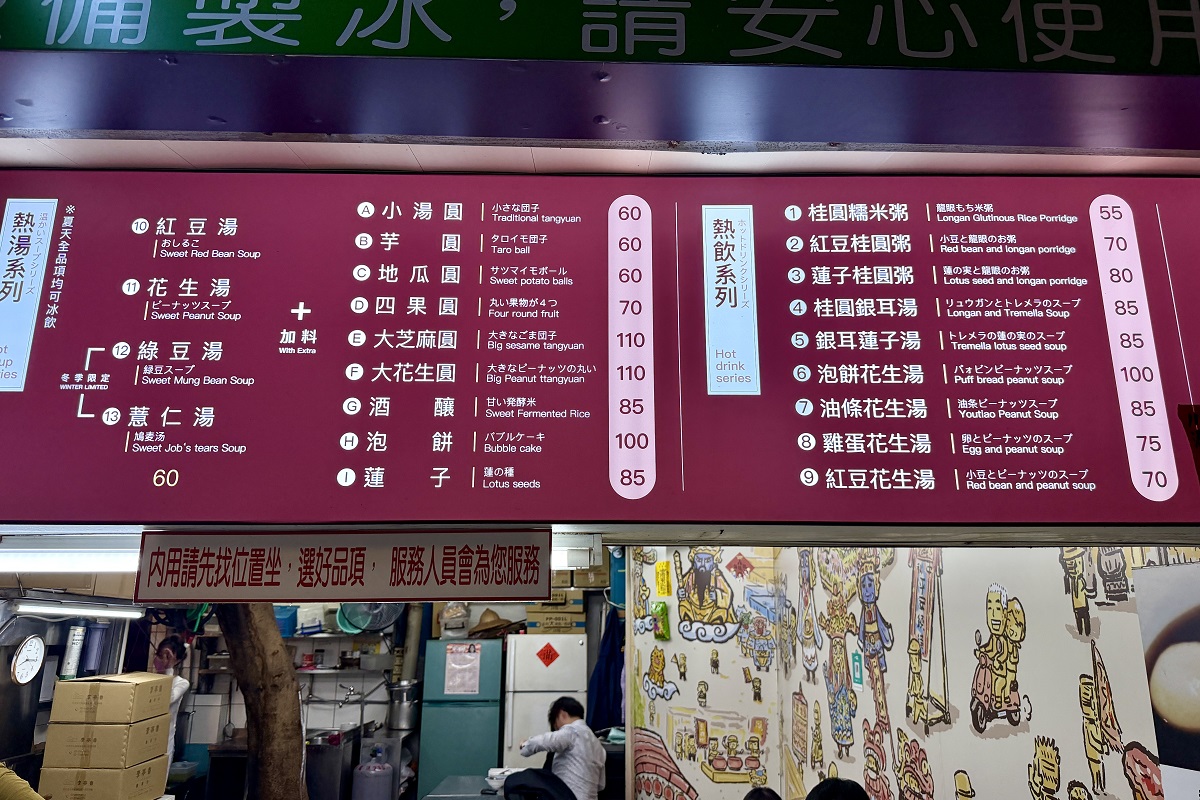 備製冰，請安心使用
熱湯系列
温かいスープシリーズ
※夏天全品項均可冰飲
10 紅豆湯
おしるこ
Sweet Red Bean Soup
11 花生湯
ピーナッツスープ
Sweet Peanut Soup
冬季限定
WINTER LIMITED
12 綠豆湯
緑豆スープ
Sweet Mung Bean Soup
13 薏仁湯
鳩麦汤
Sweet Job's tears Soup
60
+
加料
With Extra
A 小湯圓 小さな団子 60
Traditional tangyuan
B 芋圓 タロイモ団子 60
Taro ball
C 地瓜圓 サツマイモボール 60
Sweet potato balls
D 四果圓 丸い果物が4つ 70
Four round fruit
E 大芝麻圓 大きなごま団子 110
Big sesame tangyuan
F 大花生圓 大きなピーナッツの丸い 110
Big Peanut ttangyuan
G 酒釀 甘い発酵米 85
Sweet Fermented Rice
H 泡餅 バブルケーキ 100
Bubble cake
I 蓮子 蓮の種 85
Lotus seeds
熱飲系列
ホットドリンクシリーズ
Hot
drink
series
1 桂圓糯米粥 龍眼もち米粥 55
Longan Glutinous Rice Porridge
2 紅豆桂圓粥 小豆と龍眼のお粥 70
Red bean and longan porridge
3 蓮子桂圓粥 蓮の実と龍眼のお粥 80
Lotus seed and longan porridge
4 桂圓銀耳湯 リュウガンとトレメラのスープ 85
Longan and Tremella Soup
5 銀耳蓮子湯 トレメラの蓮の実のスープ 85
Tremella lotus seed soup
6 泡餅花生湯 パオビンピーナッツスープ 100
Puff bread peanut soup
7 油條花生湯 油条ピーナッツスープ 85
Youtiao Peanut Soup
8 雞蛋花生湯 卵とピーナッツのスープ 75
Egg and peanut soup
9 紅豆花生湯 小豆とピーナッツのスープ 70
Red bean and peanut soup
內用請先找位置坐，選好品項，服務人員會為您服務